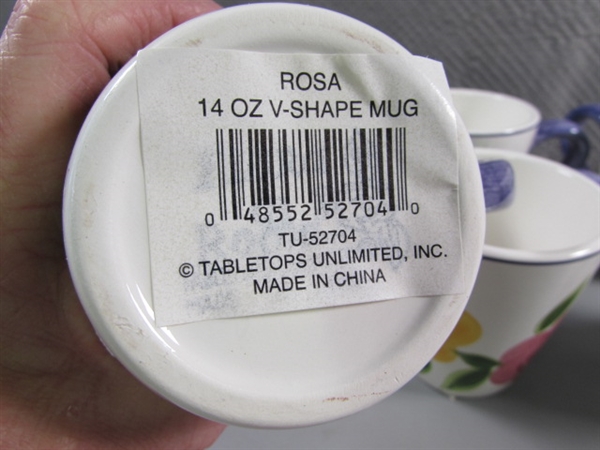 ROSA
14 OZ V-SHAPE MUG
0 48552 52704 0
TU-52704
© TABLETOPS UNLIMITED, INC.
MADE IN CHINA